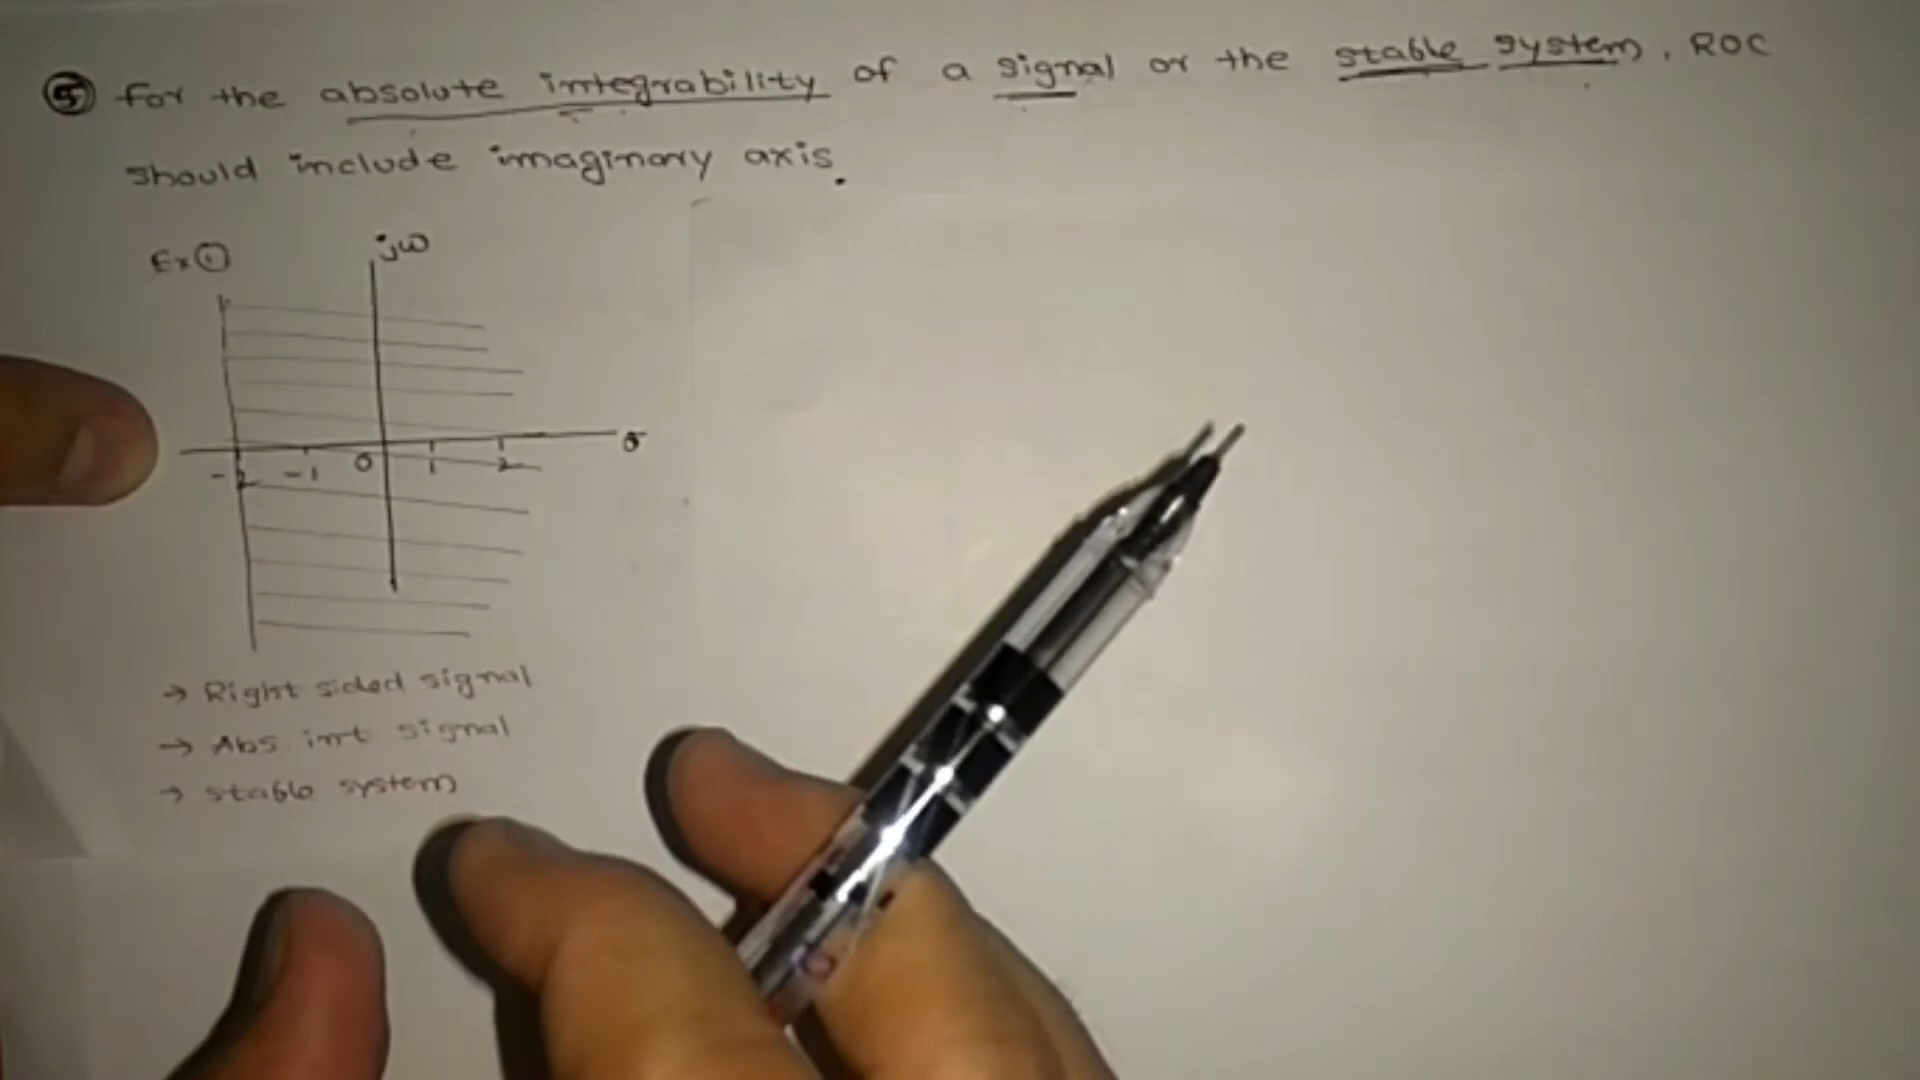 ⑤ For the absolute integrability of a signal or the stable system, ROC
should include imaginary axis.
Ex ①
jω
σ
-2 -1 0 1 2
→ Right sided signal
→ Abs. int signal
→ stable system